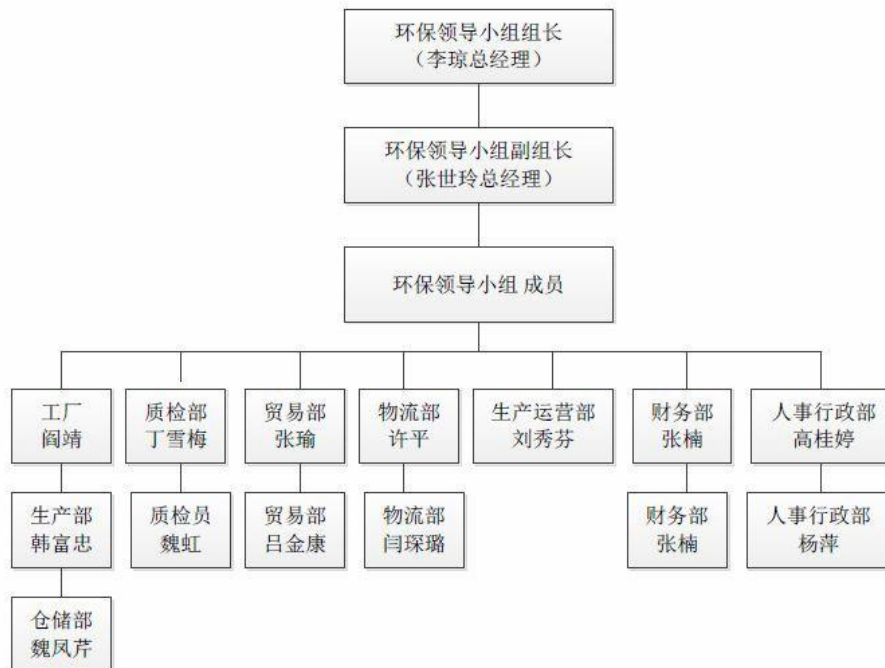 环保领导小组组长
（李琼总经理）
环保领导小组副组长
（张世玲总经理）
环保领导小组 成员
工厂
阎靖
质检部
丁雪梅
贸易部
张瑜
物流部
许平
生产运营部
刘秀芬
财务部
张楠
人事行政部
高桂婷
生产部
韩富忠
质检员
魏虹
贸易部
吕金康
物流部
闫琛璐
财务部
张楠
人事行政部
杨萍
仓储部
魏凤芹